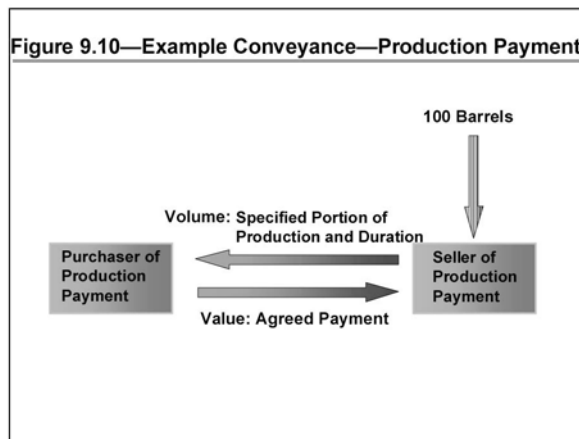 Figure 9.10—Example Conveyance—Production Payment
100 Barrels
Volume: Specified Portion of
Production and Duration
Purchaser of
Production
Payment
Seller of
Production
Payment
Value: Agreed Payment